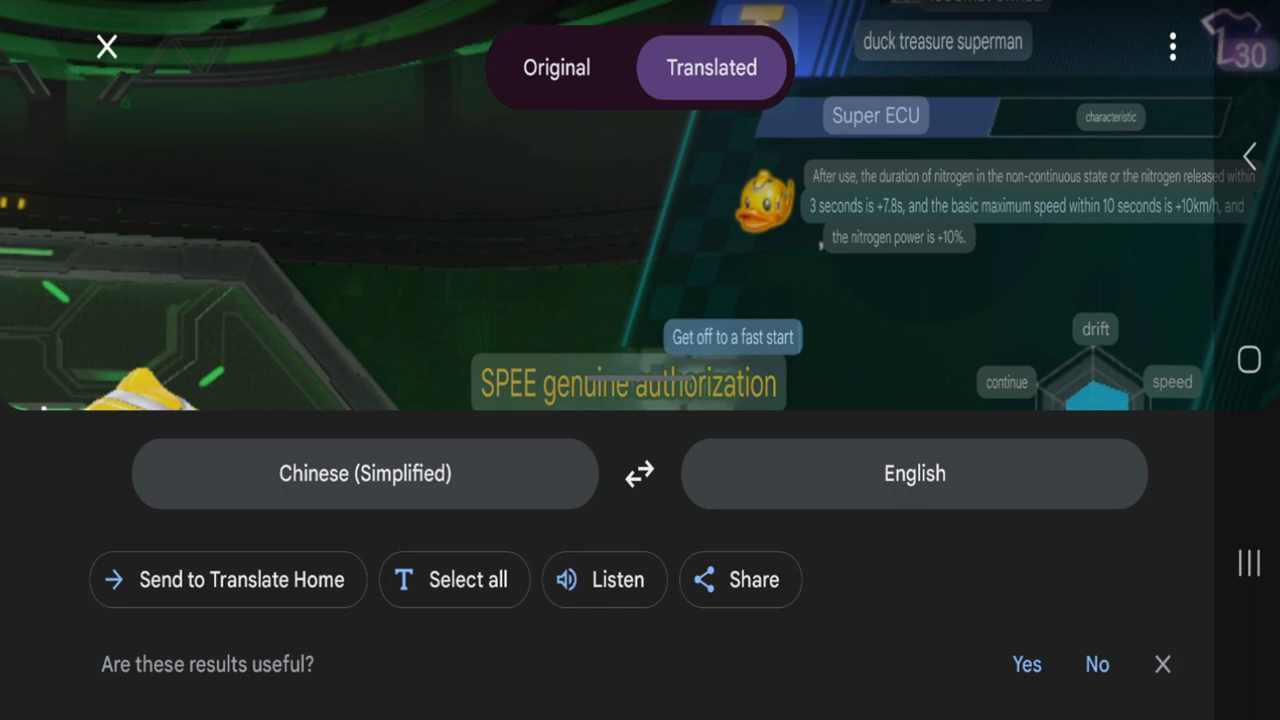 duck treasure superman
L30
Original
Translated
Super ECU
characteristic
After use, the duration of nitrogen in the non-continuous state or the nitrogen released within
3 seconds is +7.8s, and the basic maximum speed within 10 seconds is +10km/h, and
the nitrogen power is +10%.
Get off to a fast start
SPEE genuine authorization
drift
continue
speed
Chinese (Simplified)
English
Send to Translate Home
Select all
Listen
Share
Are these results useful?
Yes
No